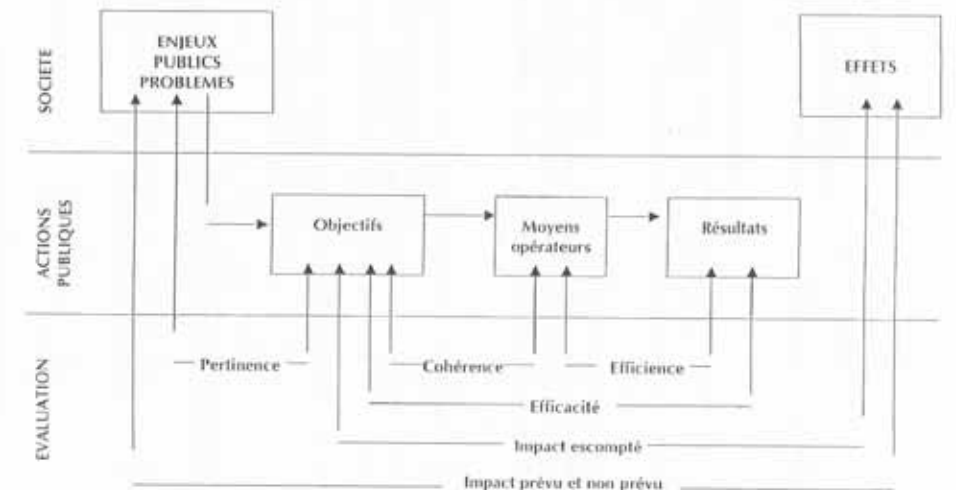 SOCIETE
ENJEUX
PUBLICS
PROBLEMES
EFFETS
ACTIONS
PUBLIQUES
Objectifs
Moyens
opérateurs
Résultats
EVALUATION
Pertinence
Cohérence
Efficience
Efficacité
Impact escompté
Impact prévu et non prévu